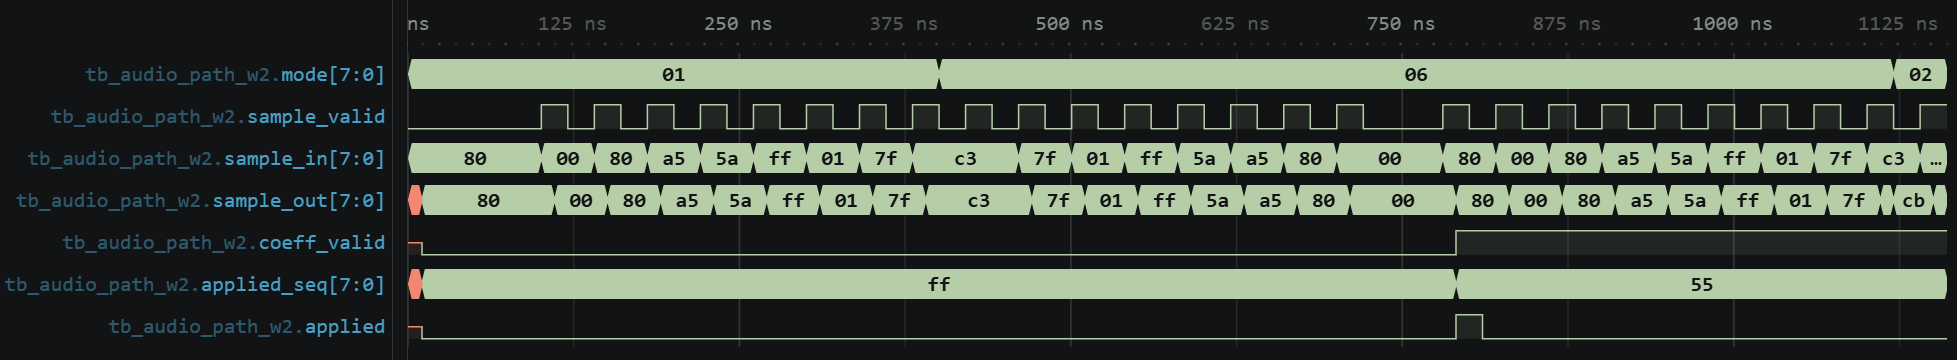 ns 125 ns 250 ns 375 ns 500 ns 625 ns 750 ns 875 ns 1000 ns 1125 ns
tb_audio_path_w2.mode[7:0] 01 06 02
tb_audio_path_w2.sample_valid
tb_audio_path_w2.sample_in[7:0] 80 00 80 a5 5a ff 01 7f c3 7f 01 ff 5a a5 80 00 80 00 80 a5 5a ff 01 7f c3 …
tb_audio_path_w2.sample_out[7:0] 80 00 80 a5 5a ff 01 7f c3 7f 01 ff 5a a5 80 00 80 00 80 a5 5a ff 01 7f cb
tb_audio_path_w2.coeff_valid
tb_audio_path_w2.applied_seq[7:0] ff 55
tb_audio_path_w2.applied